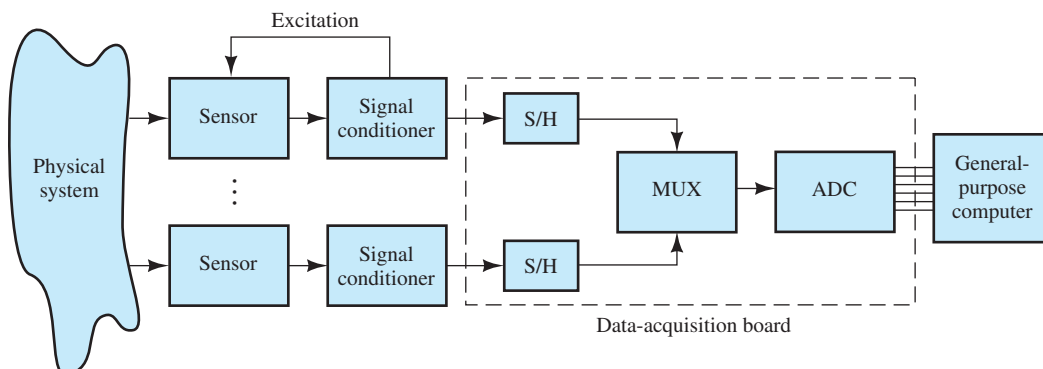 Excitation
Sensor
Signal
conditioner
S/H
Physical
system
MUX
ADC
General-
purpose
computer
Sensor
Signal
conditioner
S/H
Data-acquisition board